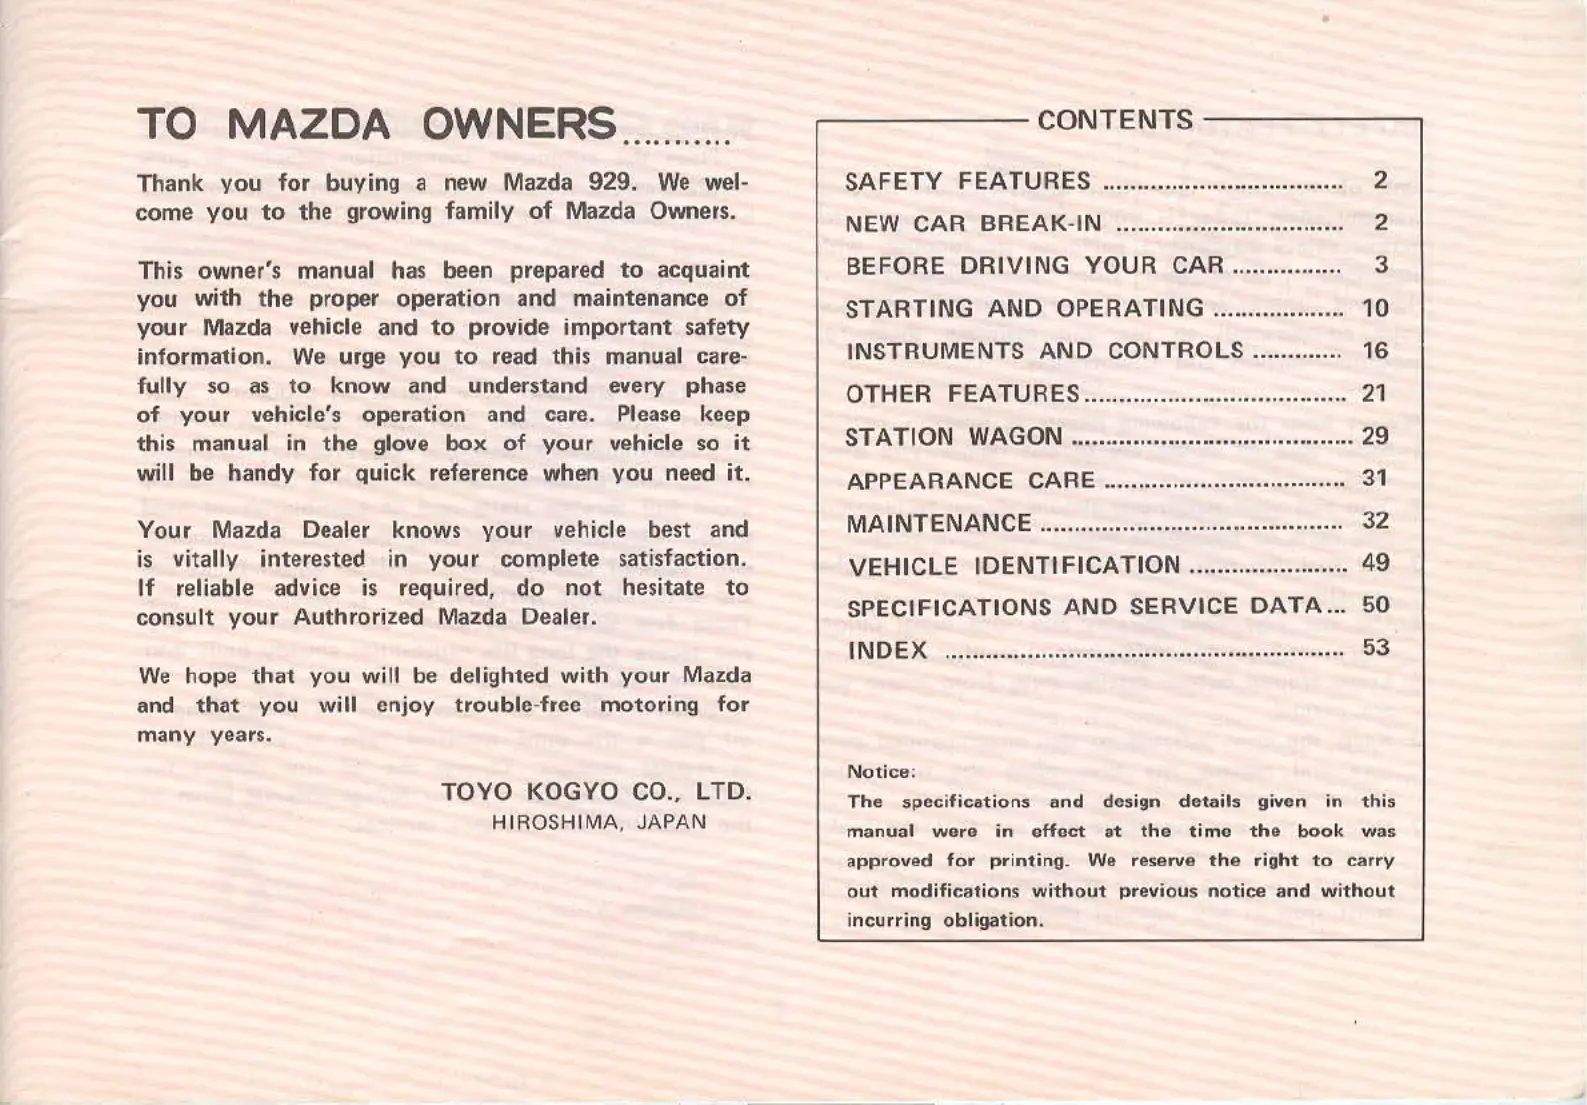 TO MAZDA OWNERS...........
Thank you for buying a new Mazda 929. We wel-
come you to the growing family of Mazda Owners.
This owner's manual has been prepared to acquaint
you with the proper operation and maintenance of
your Mazda vehicle and to provide important safety
information. We urge you to read this manual care-
fully so as to know and understand every phase
of your vehicle's operation and care. Please keep
this manual in the glove box of your vehicle so it
will be handy for quick reference when you need it.
Your Mazda Dealer knows your vehicle best and
is vitally interested in your complete satisfaction.
If reliable advice is required, do not hesitate to
consult your Authrorized Mazda Dealer.
We hope that you will be delighted with your Mazda
and that you will enjoy trouble-free motoring for
many years.
TOYO KOGYO CO., LTD.
HIROSHIMA, JAPAN
CONTENTS
SAFETY FEATURES ................................... 2
NEW CAR BREAK-IN ................................. 2
BEFORE DRIVING YOUR CAR ................ 3
STARTING AND OPERATING ................... 10
INSTRUMENTS AND CONTROLS ............. 16
OTHER FEATURES...................................... 21
STATION WAGON ......................................... 29
APPEARANCE CARE ................................... 31
MAINTENANCE ............................................ 32
VEHICLE IDENTIFICATION ....................... 49
SPECIFICATIONS AND SERVICE DATA... 50
INDEX .......................................................... 53
Notice:
The specifications and design details given in this
manual were in effect at the time the book was
approved for printing. We reserve the right to carry
out modifications without previous notice and without
incurring obligation.